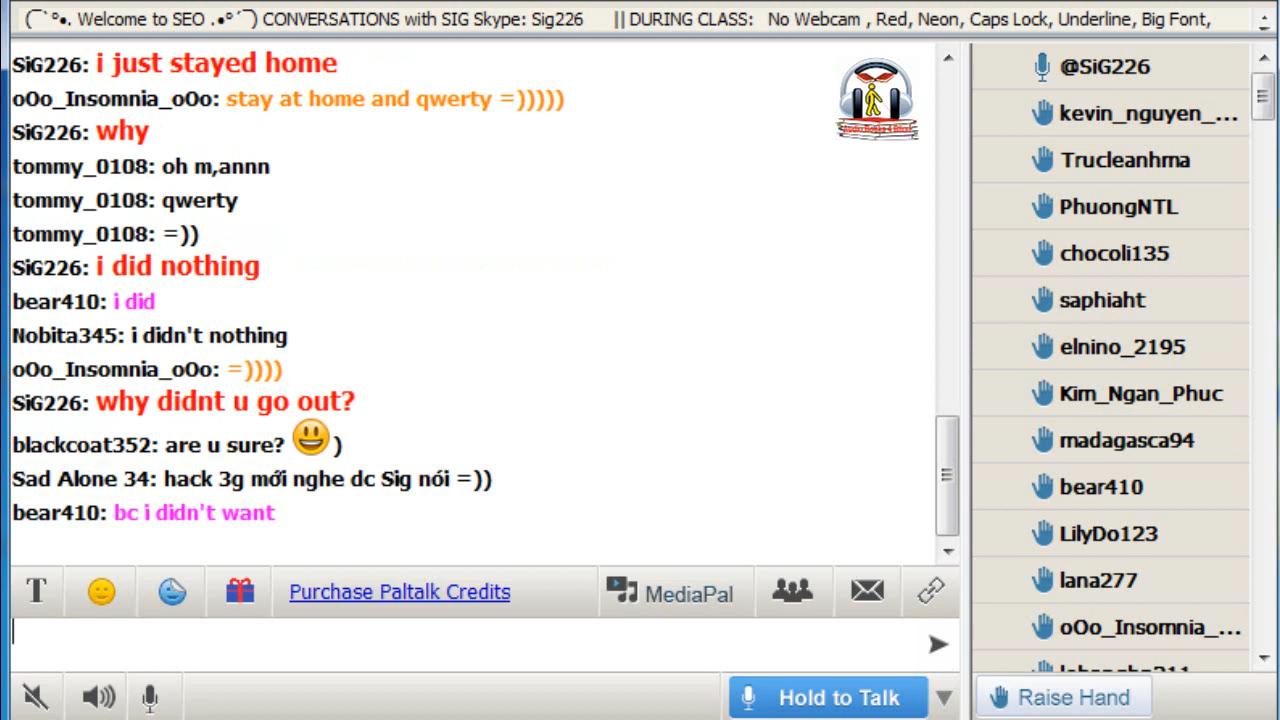 (¯`°•. Welcome to SEO .•°´¯) CONVERSATIONS with SIG Skype: Sig226 || DURING CLASS: No Webcam , Red, Neon, Caps Lock, Underline, Big Font,
SiG226: i just stayed home
oOo_Insomnia_oOo: stay at home and qwerty =)))))
SiG226: why
tommy_0108: oh m,annn
tommy_0108: qwerty
tommy_0108: =))
SiG226: i did nothing
bear410: i did
Nobita345: i didn't nothing
oOo_Insomnia_oOo: =))))
SiG226: why didnt u go out?
blackcoat352: are u sure? )
Sad Alone 34: hack 3g mới nghe dc Sig nói =))
bear410: bc i didn't want
T
Purchase Paltalk Credits
MediaPal
Hold to Talk
@SiG226
kevin_nguyen_...
Trucleanhma
PhuongNTL
chocoli135
saphiaht
elnino_2195
Kim_Ngan_Phuc
madagasca94
bear410
LilyDo123
lana277
oOo_Insomnia_...
Raise Hand